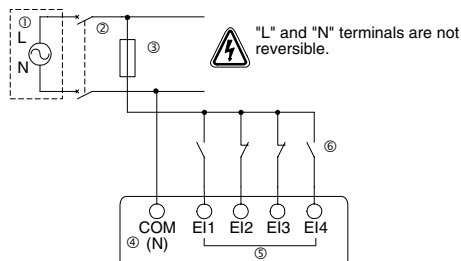 ①
L
N
②
③
"L" and "N" terminals are not
reversible.
⑥
COM
(N)
EI1 EI2 EI3 EI4
④
⑤